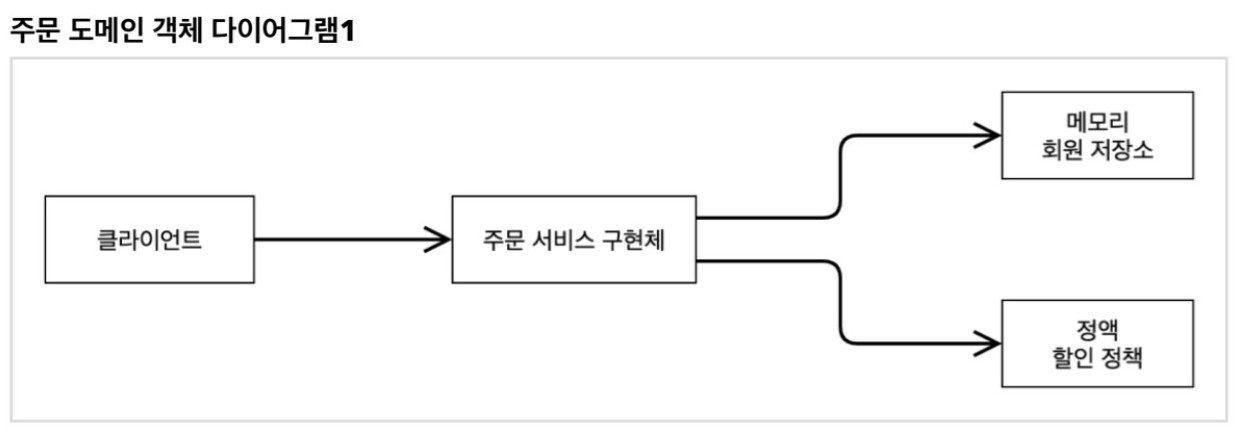 주문 도메인 객체 다이어그램1
메모리
회원 저장소
클라이언트
주문 서비스 구현체
정액
할인 정책